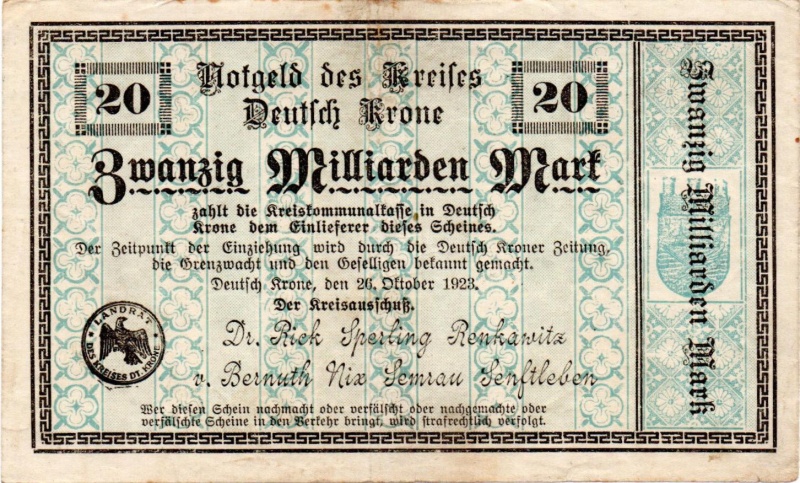 20
Notgeld des Kreises
Deutsch Krone
20
Zwanzig Milliarden Mark
zahlt die Kreiskommunalkasse in Deutsch
Krone dem Einlieferer dieses Scheines.
Der Zeitpunkt der Einziehung wird durch die Deutsch Kroner Zeitung,
die Grenzwacht und den Geselligen bekannt gemacht.
Deutsch Krone, den 26. Oktober 1923.
Der Kreisausschuß.
Dr. Rick Sperling Renkawitz
v. Bernuth Nix Semrau Senftleben
LANDRAT
DES KREISES DT. KRONE
Wer diesen Schein nachmacht oder verfälscht oder nachgemachte oder
verfälschte Scheine in den Verkehr bringt, wird strafrechtlich verfolgt.
Zwanzig Milliarden Mark